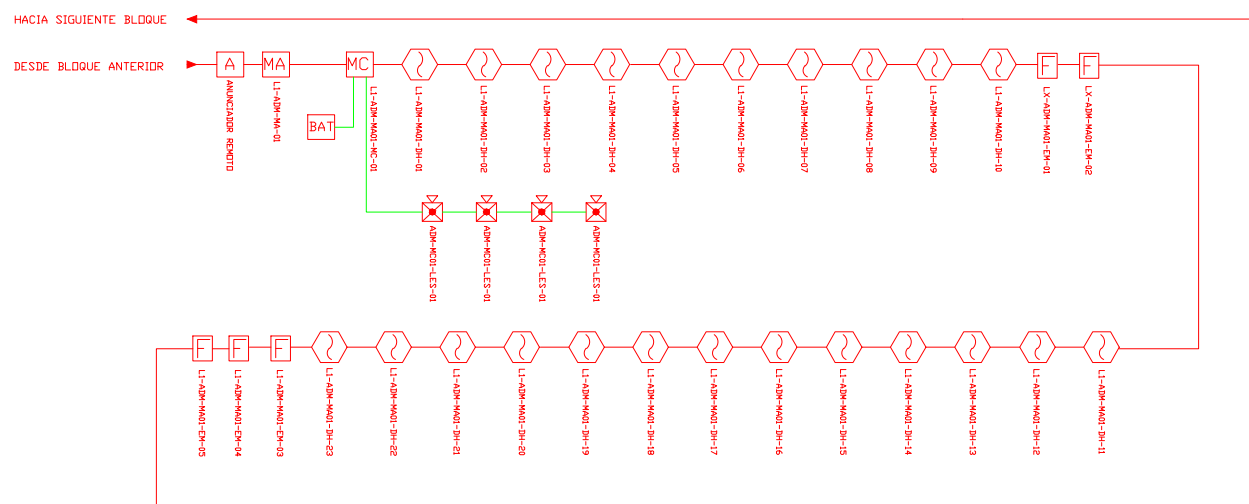 HACIA SIGUIENTE BLOQUE
DESDE BLOQUE ANTERIOR
A
MA
MC
F
F
ANUNCIADOR REMOTO
L1-ADM-MA-01
L1-ADM-MA01-MC-01
L1-ADM-MA01-DH-01
L1-ADM-MA01-DH-02
L1-ADM-MA01-DH-03
L1-ADM-MA01-DH-04
L1-ADM-MA01-DH-05
L1-ADM-MA01-DH-06
L1-ADM-MA01-DH-07
L1-ADM-MA01-DH-08
L1-ADM-MA01-DH-09
L1-ADM-MA01-DH-10
LX-ADM-MA01-EM-01
LX-ADM-MA01-EM-02
BAT
ADM-MC01-LES-01
ADM-MC01-LES-01
ADM-MC01-LES-01
ADM-MC01-LES-01
F
F
F
L1-ADM-MA01-EM-05
L1-ADM-MA01-EM-04
L1-ADM-MA01-EM-03
L1-ADM-MA01-DH-23
L1-ADM-MA01-DH-22
L1-ADM-MA01-DH-21
L1-ADM-MA01-DH-20
L1-ADM-MA01-DH-19
L1-ADM-MA01-DH-18
L1-ADM-MA01-DH-17
L1-ADM-MA01-DH-16
L1-ADM-MA01-DH-15
L1-ADM-MA01-DH-14
L1-ADM-MA01-DH-13
L1-ADM-MA01-DH-12
L1-ADM-MA01-DH-11